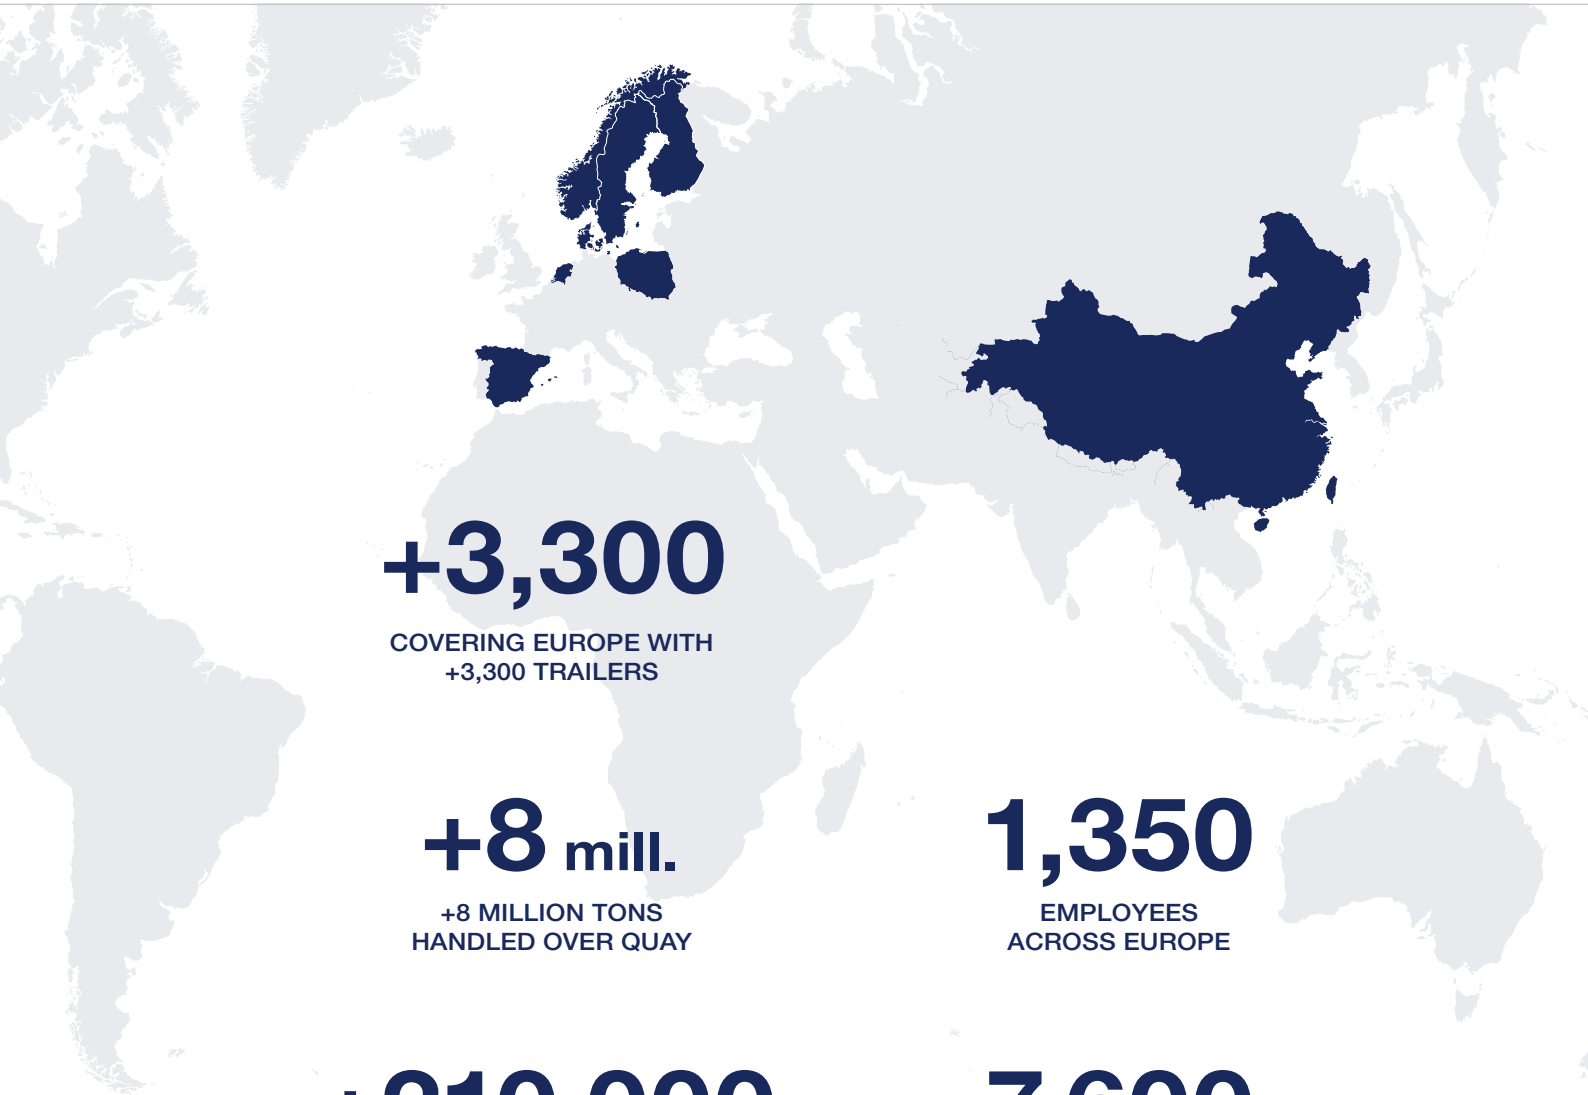 +3,300
COVERING EUROPE WITH
+3,300 TRAILERS
+8 mill.
+8 MILLION TONS
HANDLED OVER QUAY
1,350
EMPLOYEES
ACROSS EUROPE